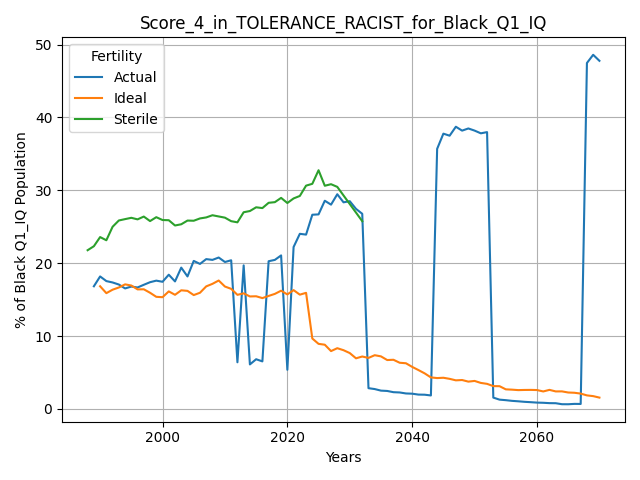 Score_4_in_TOLERANCE_RACIST_for_Black_Q1_IQ
Fertility
Actual
Ideal
Sterile
% of Black Q1_IQ Population
50
40
30
20
10
0
2000
2020
2040
2060
Years